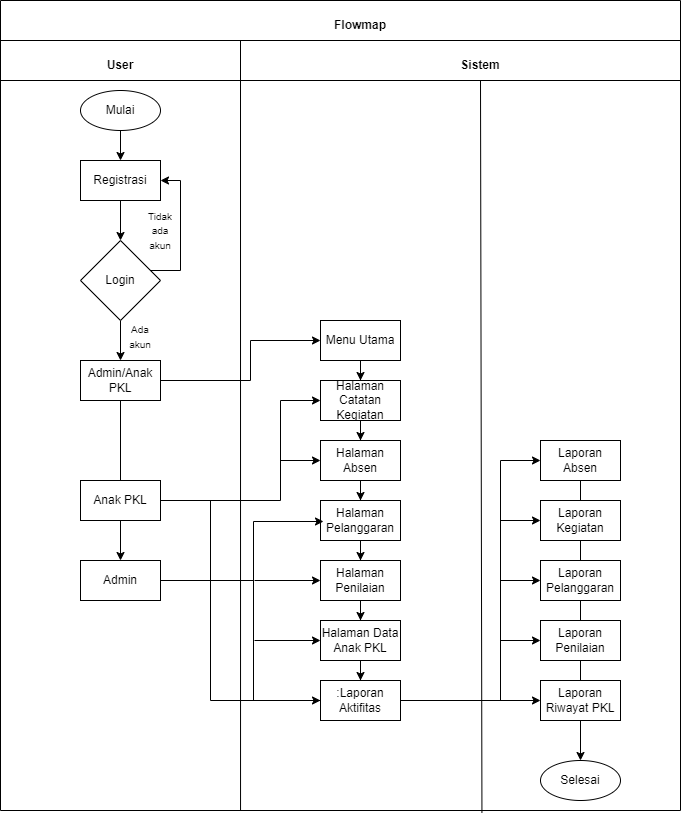 Flowmap
User
Sistem
Mulai
Registrasi
Tidak
ada
akun
Login
Ada
akun
Admin/Anak
PKL
Anak PKL
Admin
Menu Utama
Halaman
Catatan
Kegiatan
Halaman
Absen
Halaman
Pelanggaran
Halaman
Penilaian
Halaman Data
Anak PKL
:Laporan
Aktifitas
Laporan
Absen
Laporan
Kegiatan
Laporan
Pelanggaran
Laporan
Penilaian
Laporan
Riwayat PKL
Selesai